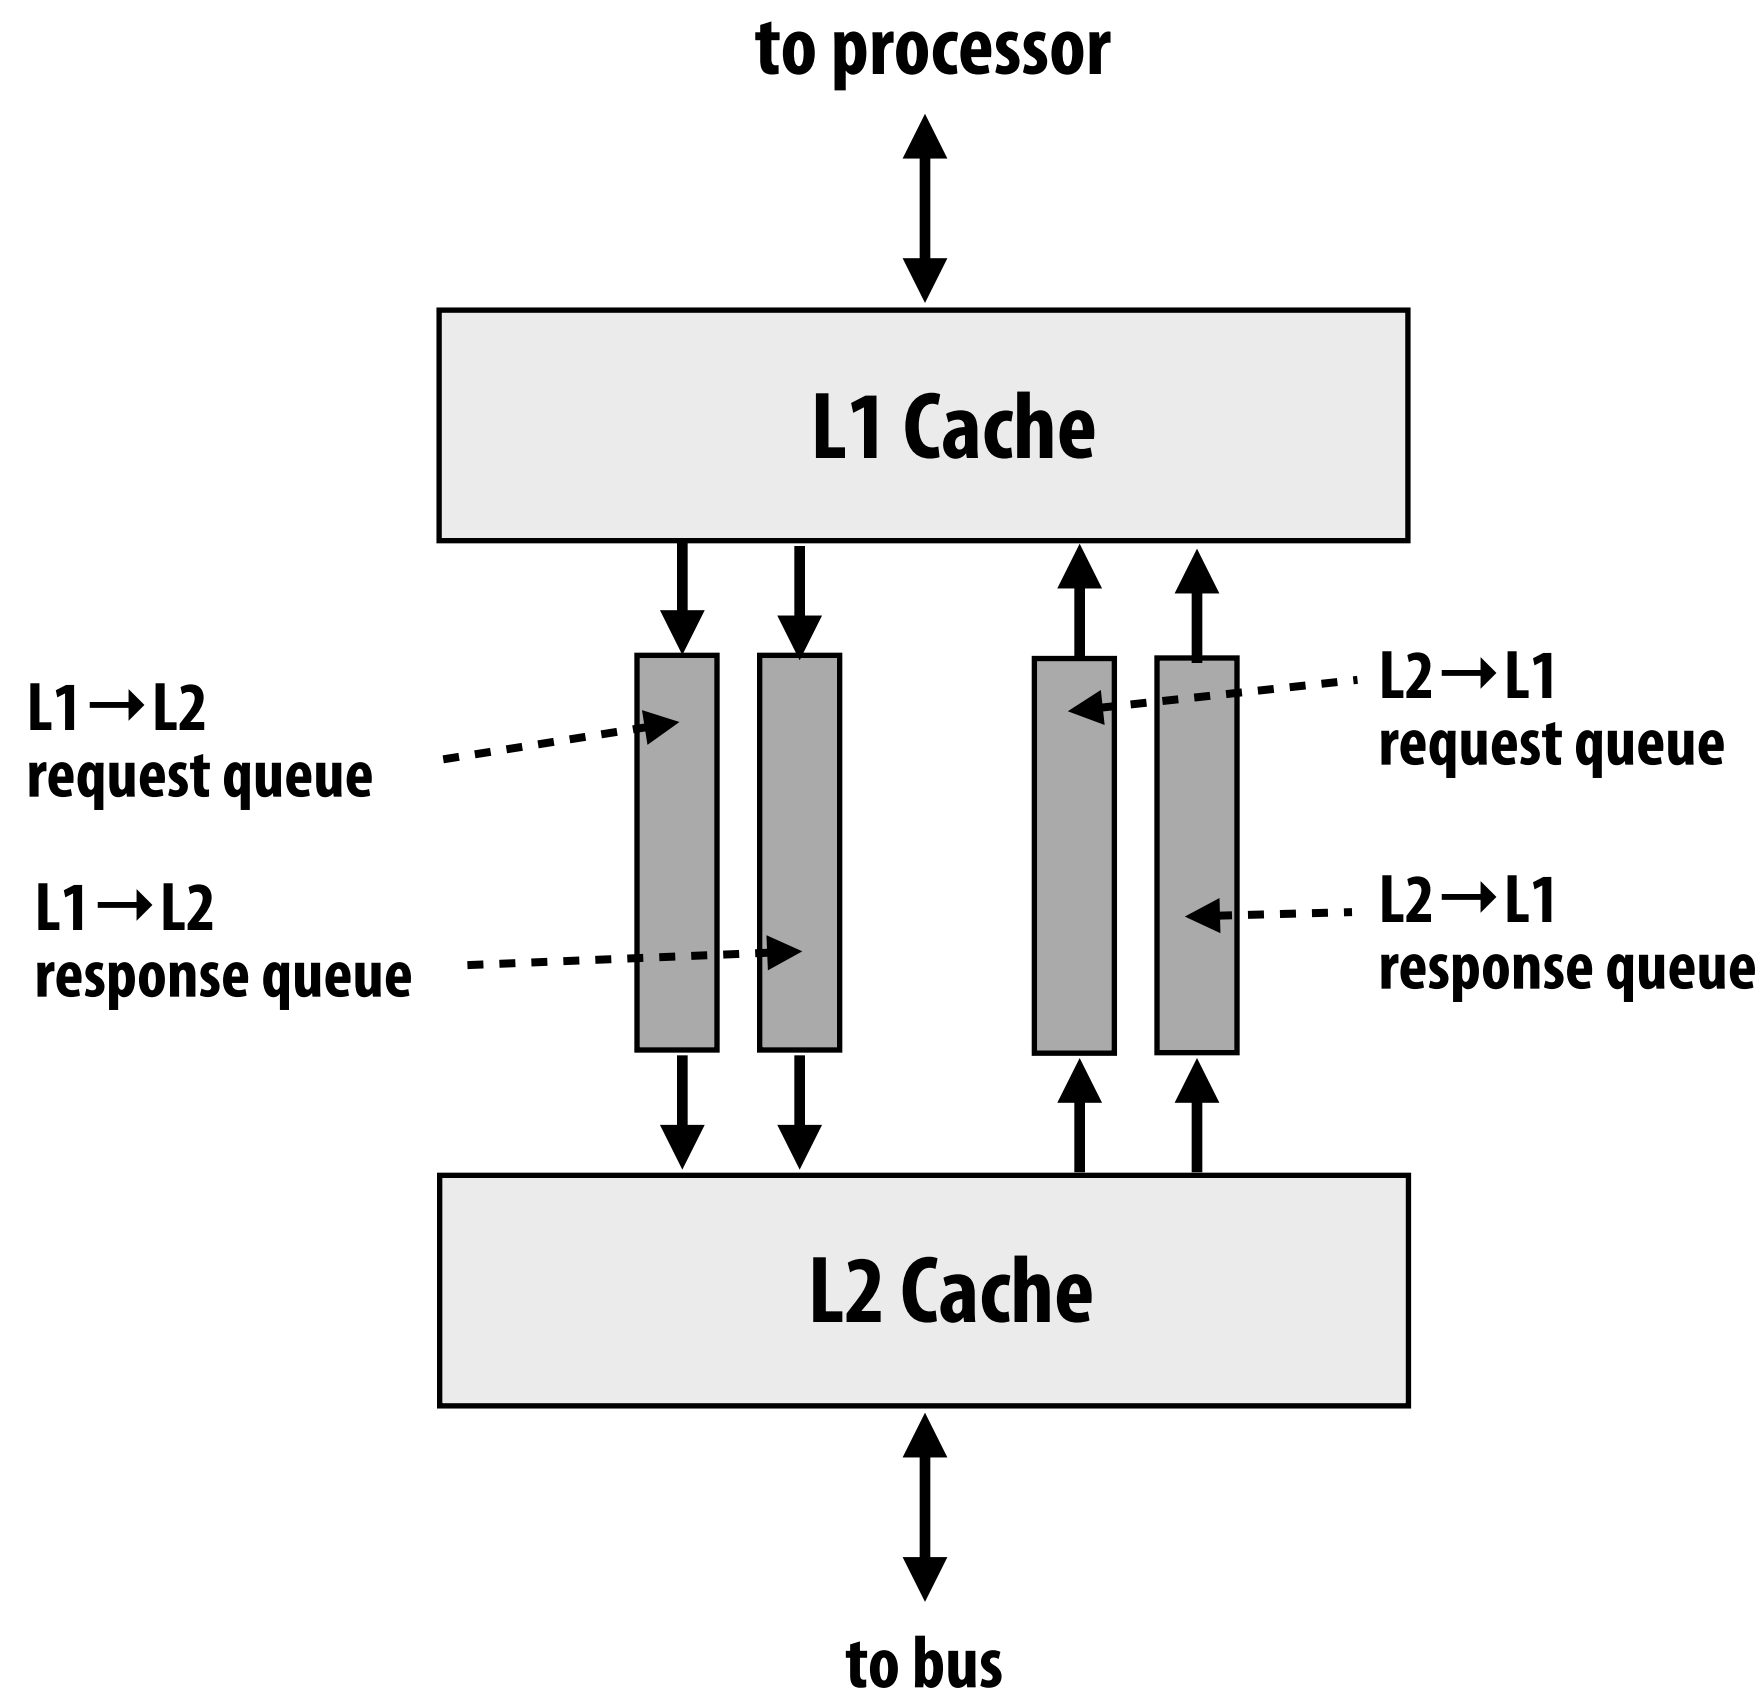 to processor
L1 Cache
L1→L2
request queue
L1→L2
response queue
L2→L1
request queue
L2→L1
response queue
L2 Cache
to bus